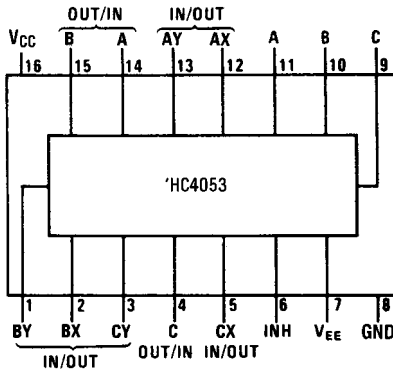 OUT/IN IN/OUT
VCC B A AY AX A B C
16 15 14 13 12 11 10 9
'HC4053
1 2 3 4 5 6 7 8
BY BX CY C CX INH VEE GND
IN/OUT OUT/IN IN/OUT